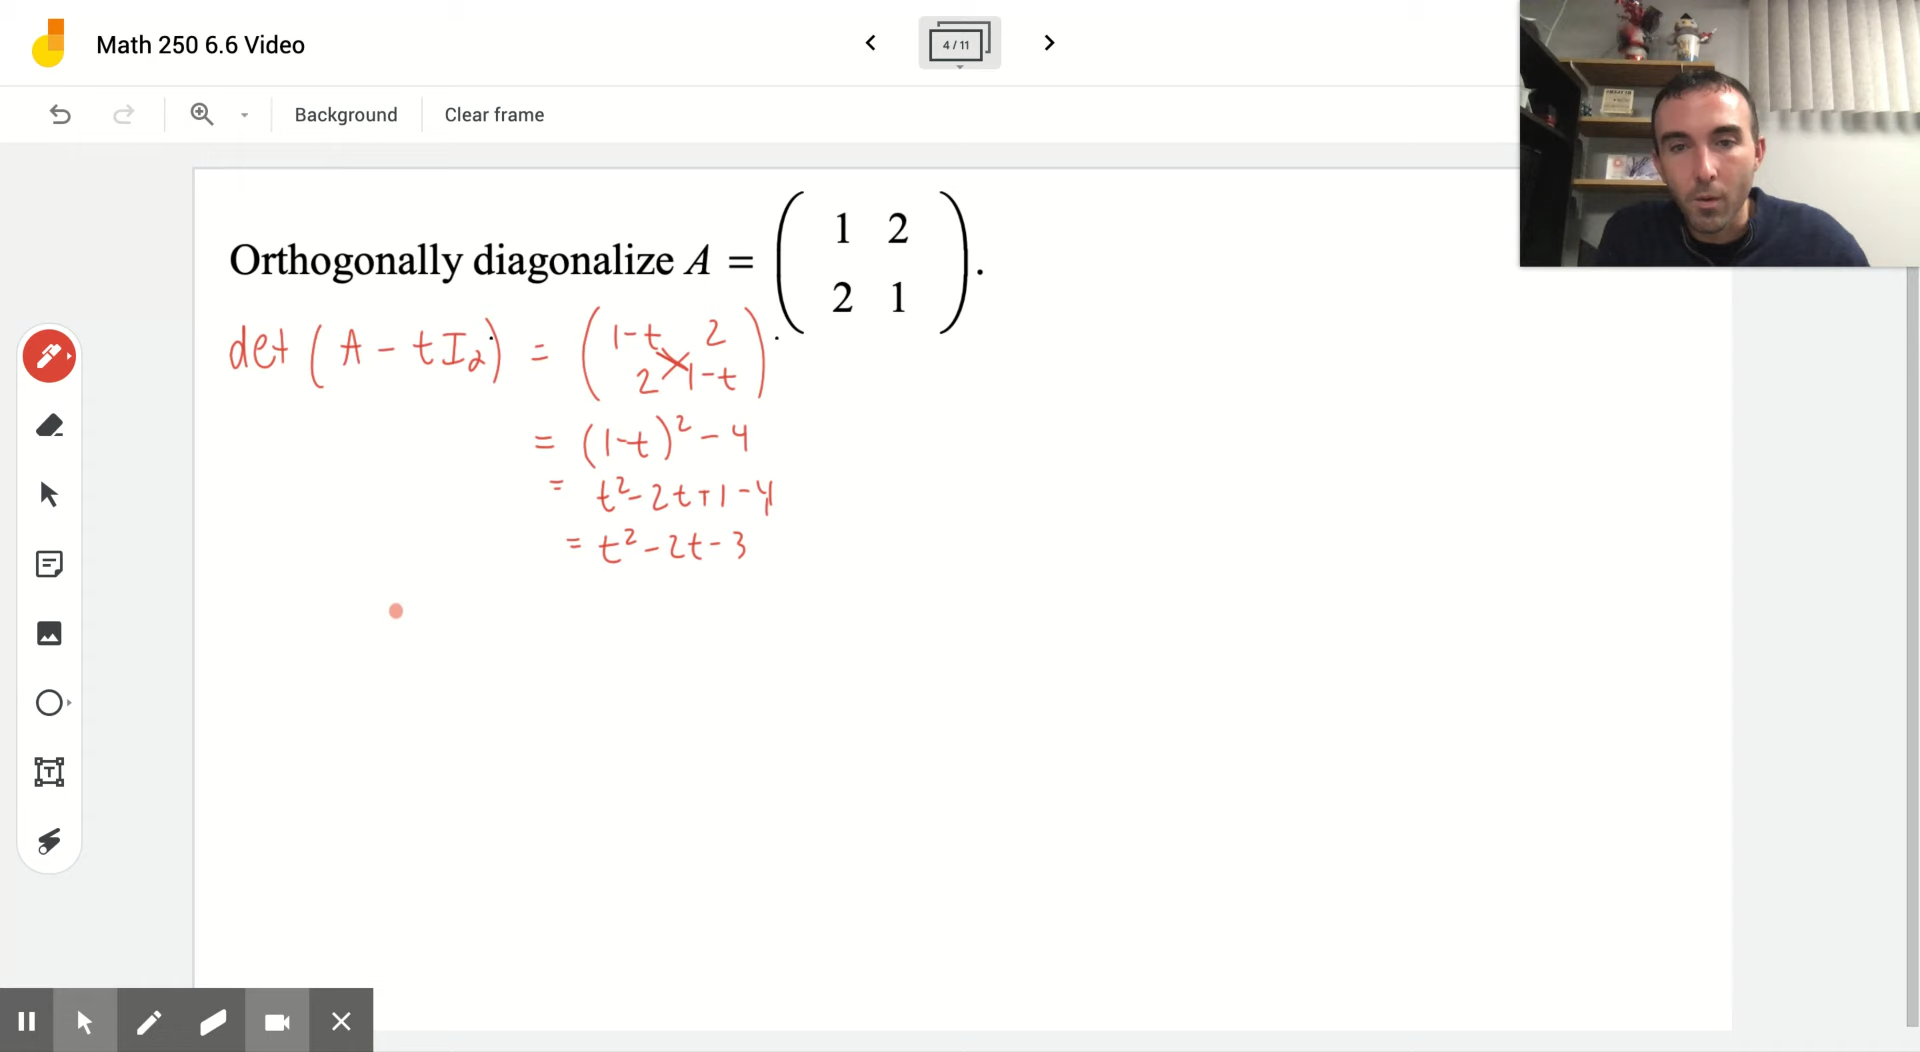 Math 250 6.6 Video
4 / 11
Background
Clear frame
Orthogonally diagonalize A = ( 1 2
2 1 ).
det (A - tI₂) = ( 1-t 2
2 1-t )
= (1-t)² - 4
= t² - 2t + 1 - 4
= t² - 2t - 3
T